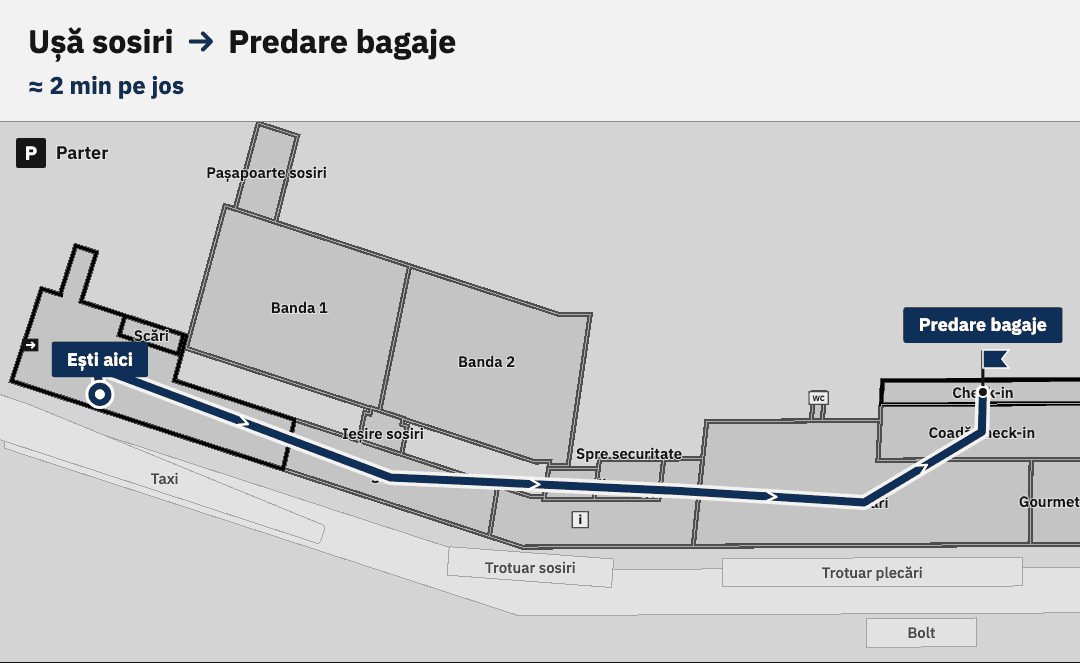 Ușă sosiri → Predare bagaje
≈ 2 min pe jos
P Parter
Pașapoarte sosiri
Banda 1
Scări
Ești aici
Banda 2
Predare bagaje
wc
Ieșire sosiri
Spre securitate
Taxi
i
Gourmet
Trotuar sosiri
Trotuar plecări
Bolt